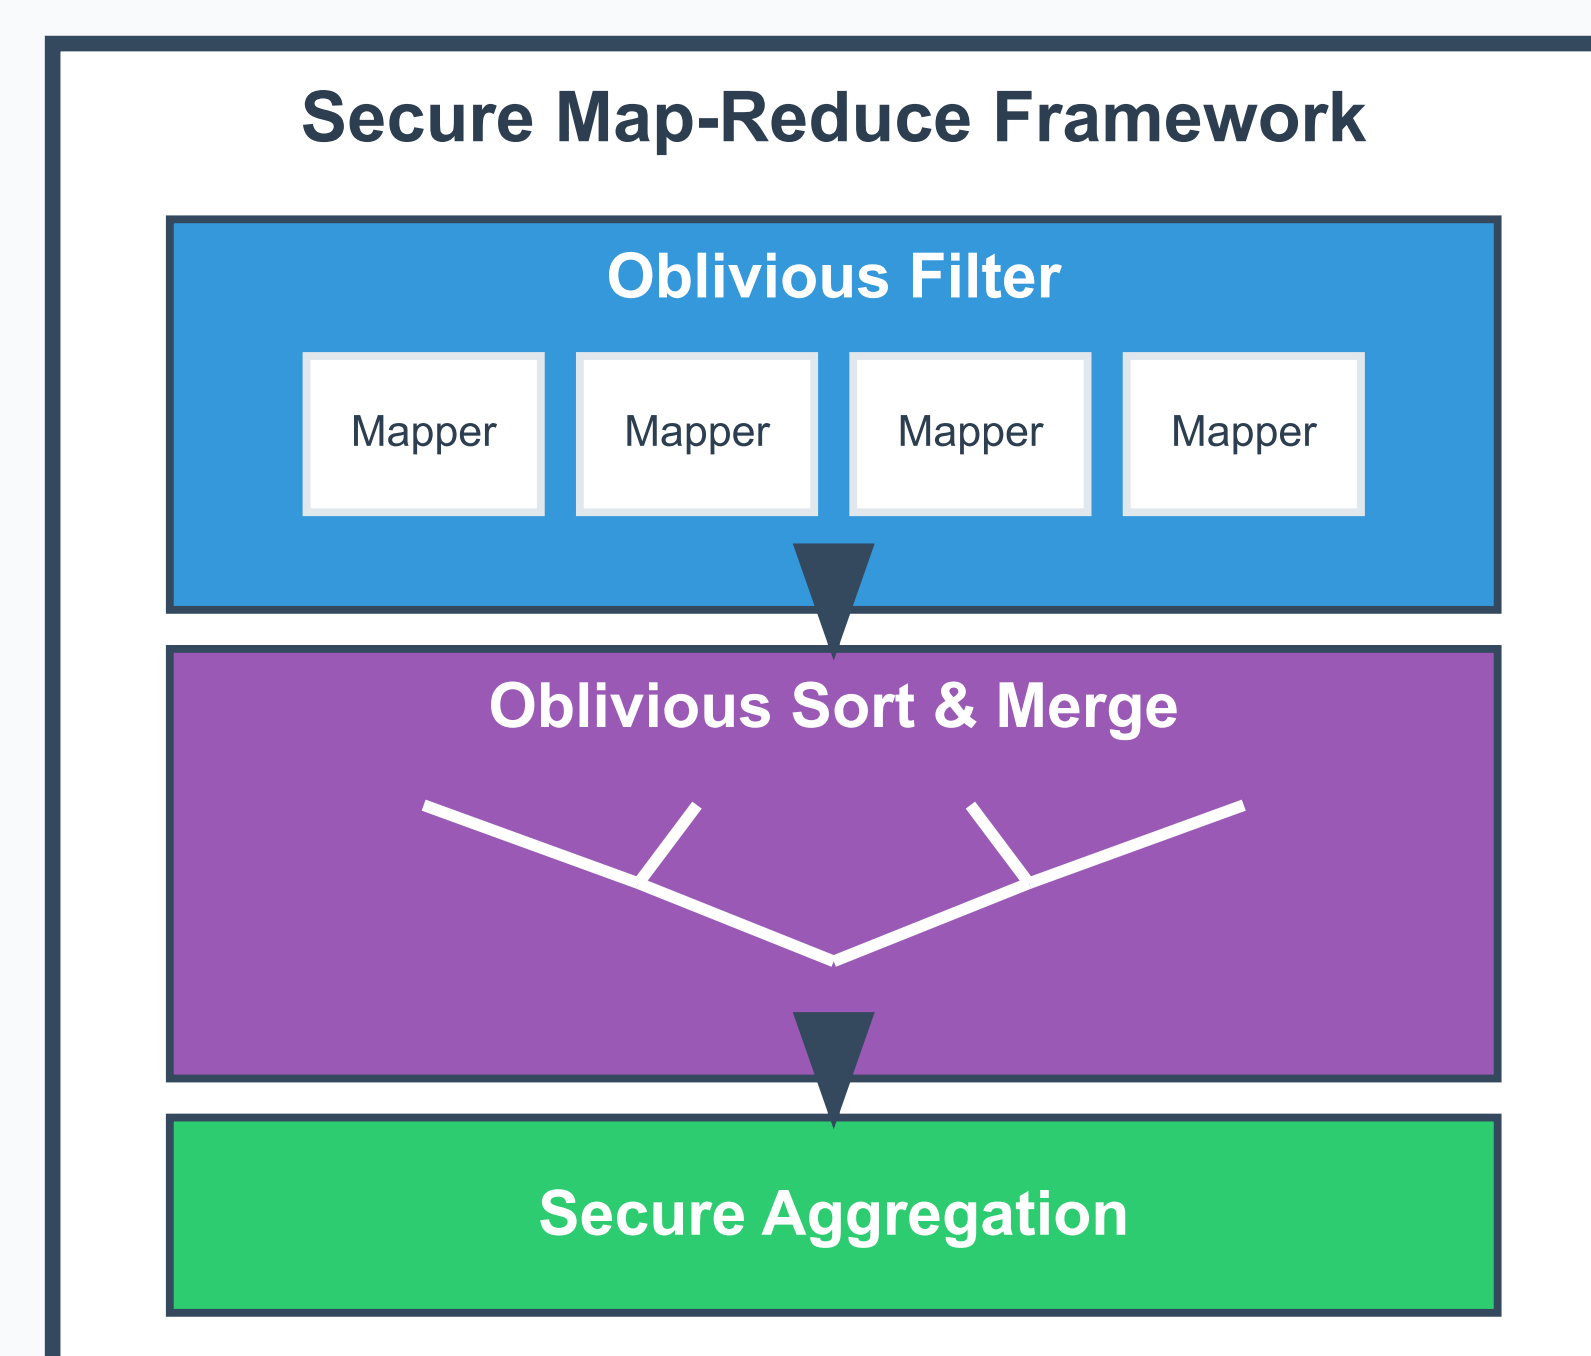 Secure Map-Reduce Framework
Oblivious Filter
Mapper Mapper Mapper Mapper
Oblivious Sort & Merge
Secure Aggregation